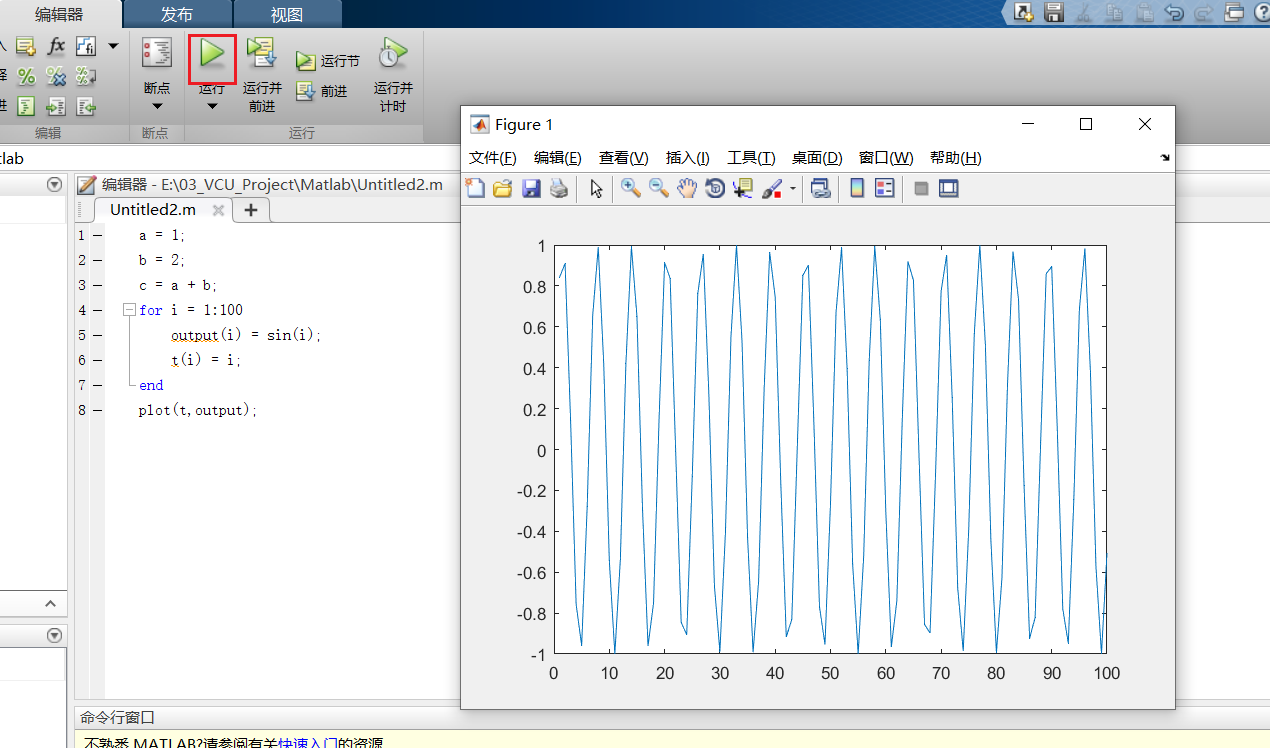 编辑器 发布 视图
断点 运行 运行并前进 运行节 前进 运行并计时
编辑 断点 运行
tlab
编辑器 - E:\03_VCU_Project\Matlab\Untitled2.m
Untitled2.m
1 a = 1;
2 b = 2;
3 c = a + b;
4 for i = 1:100
5 output(i) = sin(i);
6 t(i) = i;
7 end
8 plot(t,output);
Figure 1
文件(F) 编辑(E) 查看(V) 插入(I) 工具(T) 桌面(D) 窗口(W) 帮助(H)
1
0.8
0.6
0.4
0.2
0
-0.2
-0.4
-0.6
-0.8
-1
0 10 20 30 40 50 60 70 80 90 100
命令行窗口
不熟悉 MATLAB?请参阅有关快速入门的资源